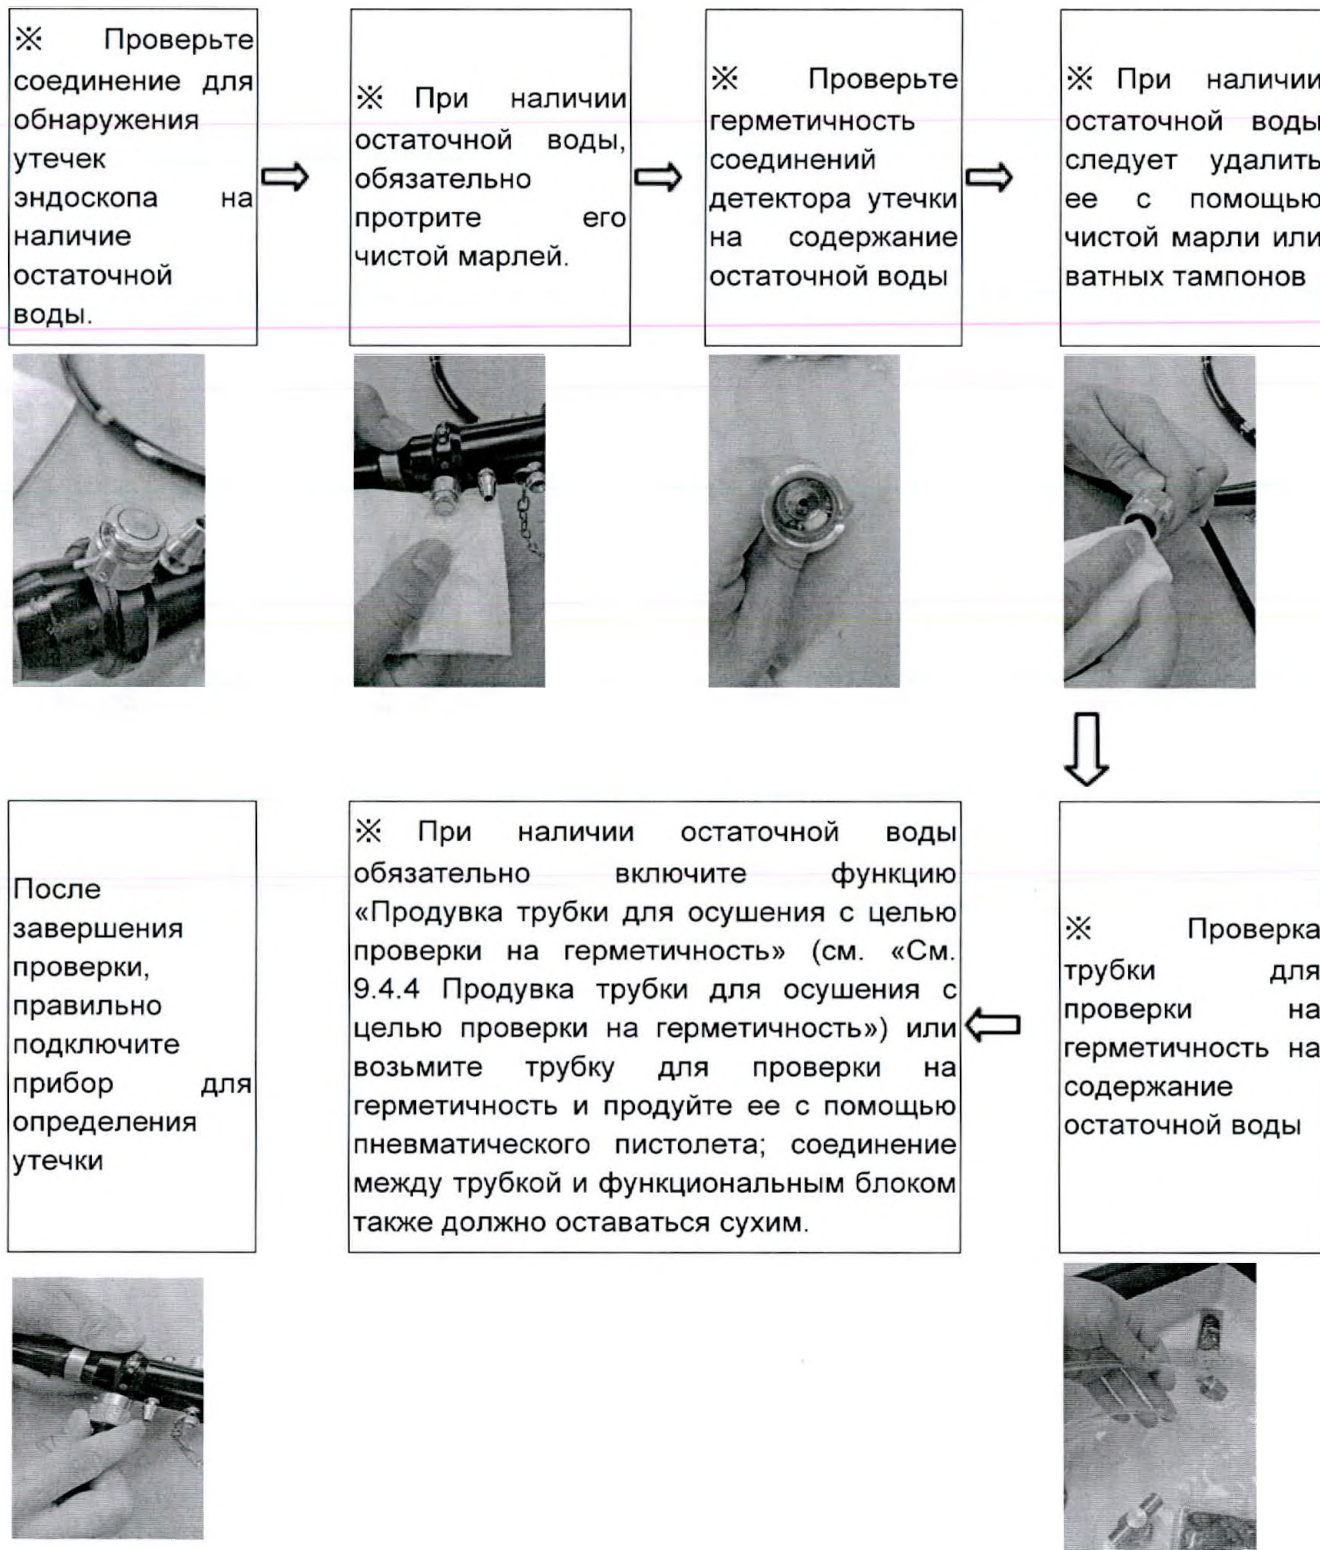 ※ Проверьте
соединение для
обнаружения
утечек
эндоскопа на
наличие
остаточной
воды.
※ При наличии
остаточной воды,
обязательно
протрите его
чистой марлей.
※ Проверьте
герметичность
соединений
детектора утечки
на содержание
остаточной воды
※ При наличии
остаточной воды
следует удалить
ее с помощью
чистой марли или
ватных тампонов
※ Проверка
трубки для
проверки на
герметичность на
содержание
остаточной воды
※ При наличии остаточной воды
обязательно включите функцию
«Продувка трубки для осушения с целью
проверки на герметичность» (см. «См.
9.4.4 Продувка трубки для осушения с
целью проверки на герметичность») или
возьмите трубку для проверки на
герметичность и продуйте ее с помощью
пневматического пистолета; соединение
между трубкой и функциональным блоком
также должно оставаться сухим.
После
завершения
проверки,
правильно
подключите
прибор для
определения
утечки